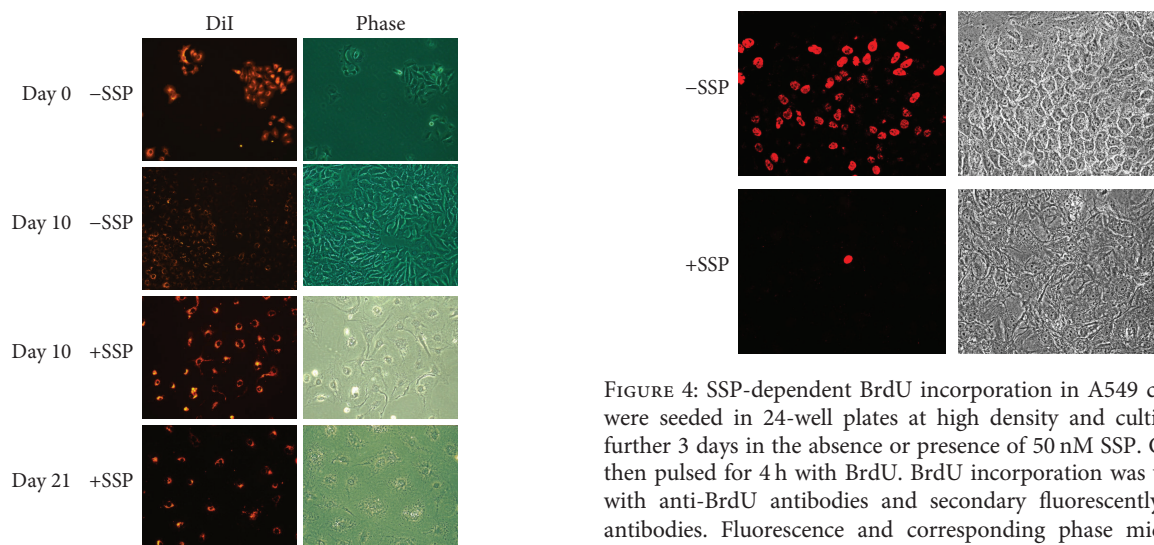 DiI Phase
Day 0 −SSP
Day 10 −SSP
Day 10 +SSP
Day 21 +SSP
−SSP
+SSP
FIGURE 4: SSP-dependent BrdU incorporation in A549
were seeded in 24-well plates at high density and
further 3 days in the absence or presence of 50 nM SSP.
then pulsed for 4 h with BrdU. BrdU incorporation was
with anti-BrdU antibodies and secondary fluorescently
antibodies. Fluorescence and corresponding phase